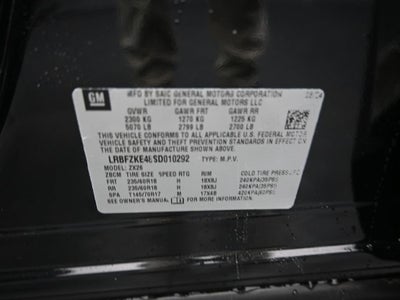 GM
MFD BY SAIC GENERAL MOTORS CORPORATION
LIMITED FOR GENERAL MOTORS LLC
GVWR GAWR FRT GAWR RR
2300 KG 1270 KG 1225 KG
5070 LB 2799 LB 2700 LB
THIS VEHICLE CONFORMS TO ALL APPLICABLE U.S. FEDERAL MOTOR
VEHICLE SAFETY AND THEFT PREVENTION STANDARDS IN EFFECT
ON THE DATE OF MANUFACTURE SHOWN ABOVE.
LRBFZKE4ESD010292 TYPE: M.P.V.
MODEL: ZX26
TIRE SIZE SPEED RTG RIM COLD TIRE PRESS
FRT 235/60R18 H 18X8J 240KPA(35PSI)
RR 235/60R18 H 18X8J 240KPA(35PSI)
SPA T145/70R17 M 17X4B 420KPA(60PSI)
SEE OWNER'S MANUAL FOR MORE INFORMATION.